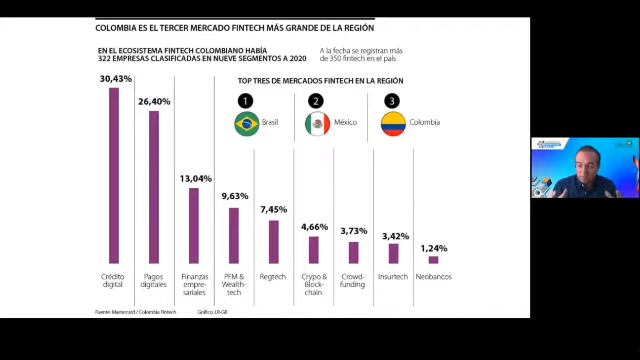 COLOMBIA ES EL TERCER MERCADO FINTECH MÁS GRANDE DE LA REGIÓN
EN EL ECOSISTEMA FINTECH COLOMBIANO HABÍA
322 EMPRESAS CLASIFICADAS EN NUEVE SEGMENTOS A 2020
A la fecha se registran más
de 350 fintech en el país
TOP TRES DE MERCADOS FINTECH EN LA REGIÓN
1
Brasil
2
México
3
Colombia
30,43%
26,40%
13,04%
9,63%
7,45%
4,66%
3,73%
3,42%
1,24%
Crédito
digital
Pagos
digitales
Finanzas
empre-
sariales
PFM &
Wealth-
tech
Regtech
Crypo &
Block-
chain
Crowd-
funding
Insurtech
Neobancos
Fuente: Mastercard / Colombia Fintech
Gráfico: LR-GR